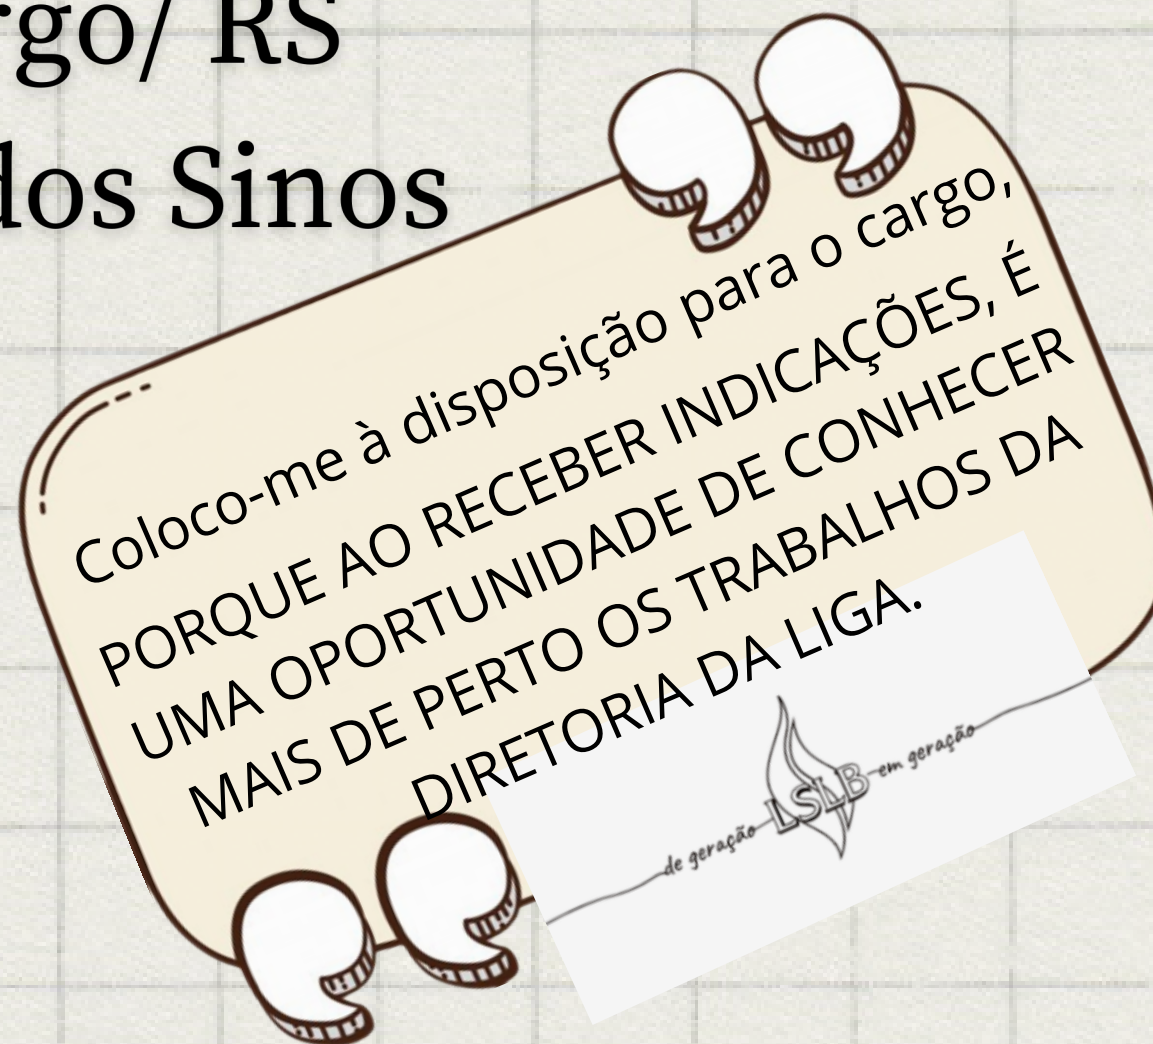 rgo/ RS
dos Sinos
Coloco-me à disposição para o cargo,
PORQUE AO RECEBER INDICAÇÕES, É
UMA OPORTUNIDADE DE CONHECER
MAIS DE PERTO OS TRABALHOS DA
DIRETORIA DA LIGA.
de geração LSLB em geração